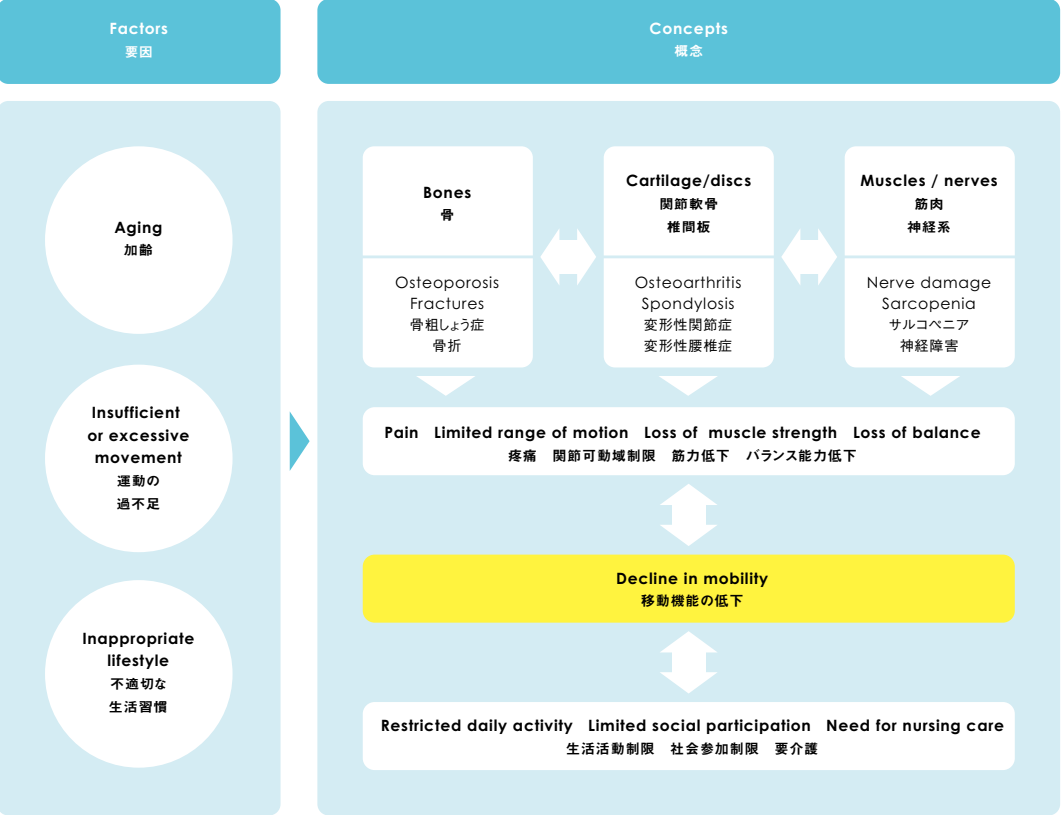 Factors
要因
Concepts
概念
Aging
加齢
Insufficient
or excessive
movement
運動の
過不足
Inappropriate
lifestyle
不適切な
生活習慣
Bones
骨
Osteoporosis
Fractures
骨粗しょう症
骨折
Cartilage/discs
関節軟骨
椎間板
Osteoarthritis
Spondylosis
変形性関節症
変形性腰椎症
Muscles / nerves
筋肉
神経系
Nerve damage
Sarcopenia
サルコペニア
神経障害
Pain Limited range of motion Loss of muscle strength Loss of balance
疼痛 関節可動域制限 筋力低下 バランス能力低下
Decline in mobility
移動機能の低下
Restricted daily activity Limited social participation Need for nursing care
生活活動制限 社会参加制限 要介護